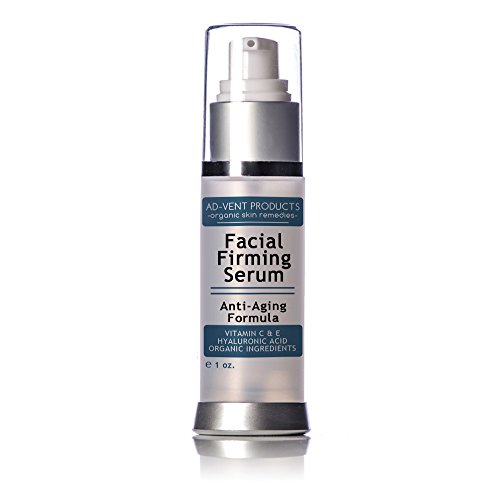 AD-VENT PRODUCTS
-organic skin remedies-
Facial
Firming
Serum
Anti-Aging
Formula
VITAMIN C & E
HYALURONIC ACID
ORGANIC INGREDIENTS
e 1 oz.